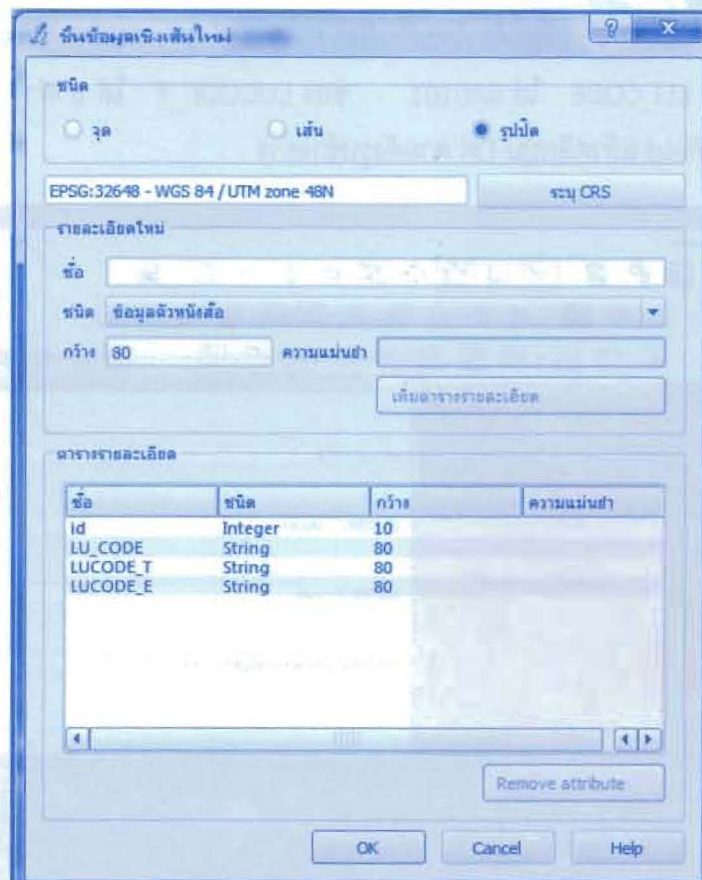 ชั้นข้อมูลเชิงเส้นใหม่
ชนิด
จุด เส้น รูปปิด
EPSG:32648 - WGS 84 / UTM zone 48N ระบุ CRS
รายละเอียดใหม่
ชื่อ
ชนิด ข้อมูลตัวหนังสือ
กว้าง 80 ความแม่นยำ
เพิ่มตารางรายละเอียด
ตารางรายละเอียด
ชื่อ ชนิด กว้าง ความแม่นยำ
id Integer 10
LU_CODE String 80
LUCODE_T String 80
LUCODE_E String 80
Remove attribute
OK Cancel Help